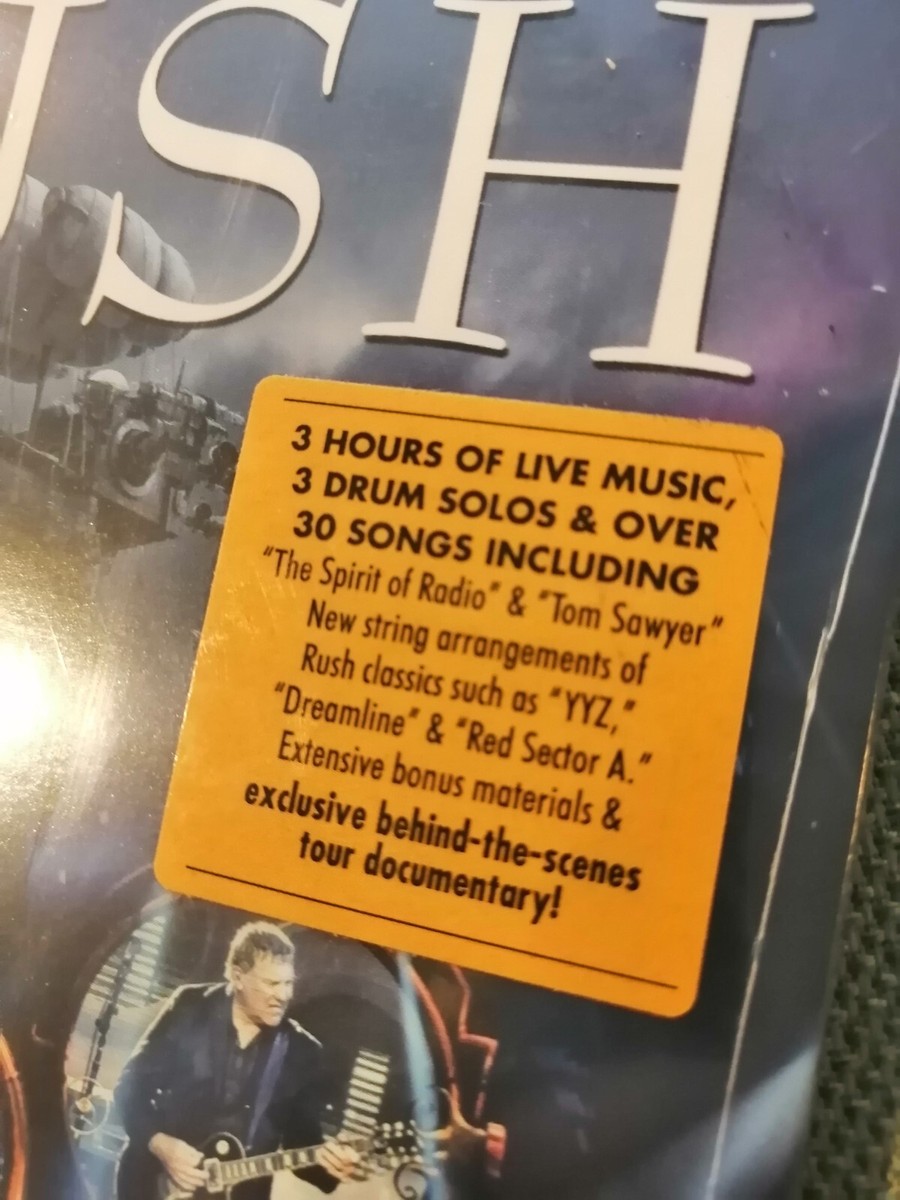 USH
3 HOURS OF LIVE MUSIC,
3 DRUM SOLOS & OVER
30 SONGS INCLUDING
"The Spirit of Radio" & "Tom Sawyer"
New string arrangements of
Rush classics such as "YYZ,"
"Dreamline" & "Red Sector A."
Extensive bonus materials &
exclusive behind-the-scenes
tour documentary!